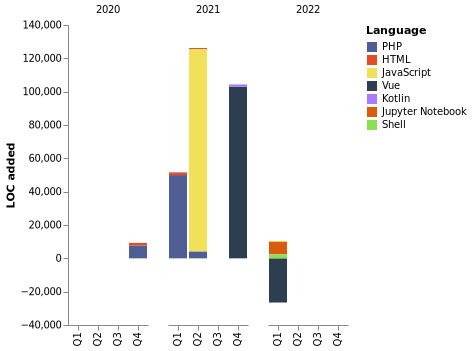 2020 2021 2022
140,000
120,000
100,000
80,000
60,000
40,000
20,000
0
−20,000
−40,000
LOC added
Q1 Q2 Q3 Q4 Q1 Q2 Q3 Q4 Q1 Q2 Q3 Q4
Language
PHP
HTML
JavaScript
Vue
Kotlin
Jupyter Notebook
Shell